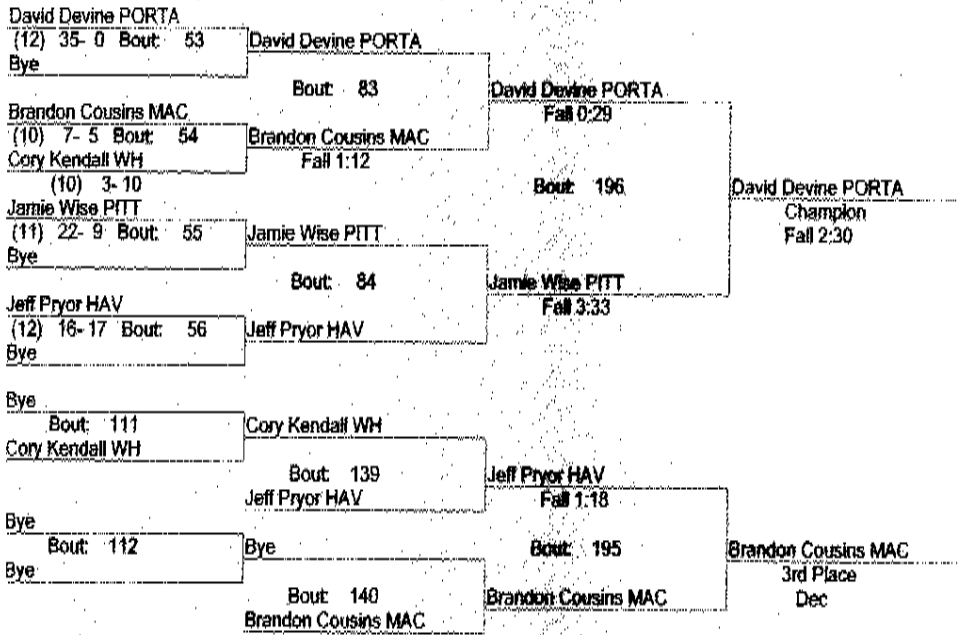 David Devine PORTA
(12) 35- 0 Bout: 53 David Devine PORTA
Bye
Bout: 83 David Devine PORTA
Brandon Cousins MAC Fall 0:29
(10) 7- 5 Bout: 54 Brandon Cousins MAC
Cory Kendall WH Fall 1:12
(10) 3- 10 Bout: 196 David Devine PORTA
Jamie Wise PITT Champion
(11) 22- 9 Bout: 55 Jamie Wise PITT Fall 2:30
Bye
Bout: 84 Jamie Wise PITT
Jeff Pryor HAV Fall 3:33
(12) 16- 17 Bout: 56 Jeff Pryor HAV
Bye
Bye
Bout: 111 Cory Kendall WH
Cory Kendall WH
Bout: 139 Jeff Pryor HAV
Jeff Pryor HAV Fall 1:18
Bye
Bout: 112 Bye Bout: 195 Brandon Cousins MAC
Bye 3rd Place
Bout: 140 Brandon Cousins MAC Dec
Brandon Cousins MAC